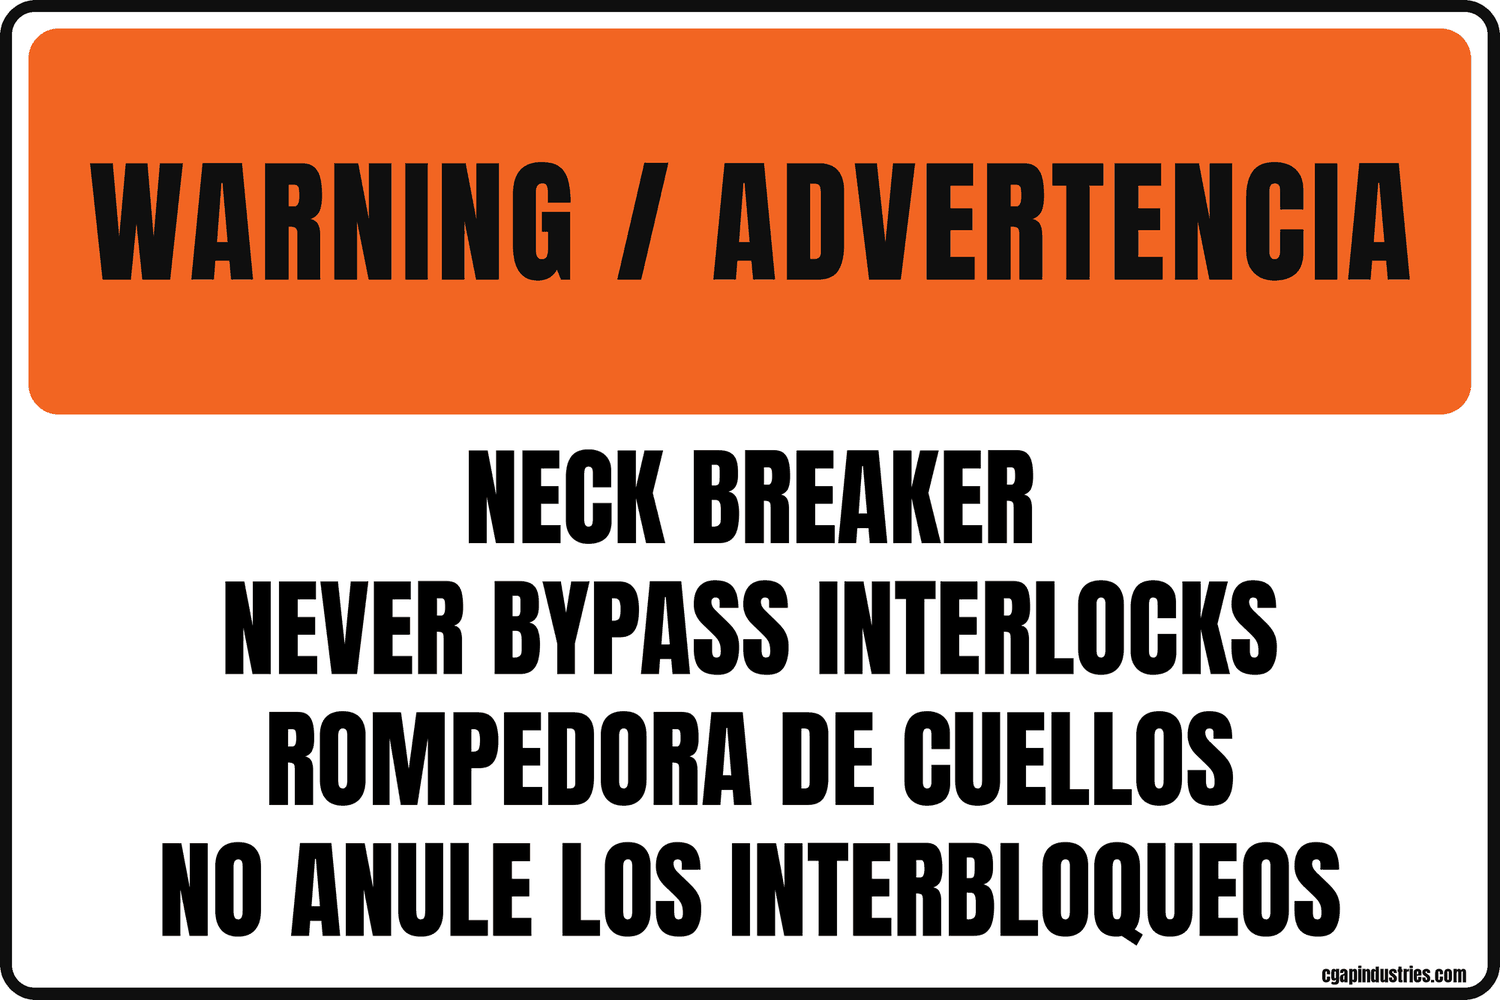 WARNING / ADVERTENCIA
NECK BREAKER
NEVER BYPASS INTERLOCKS
ROMPEDORA DE CUELLOS
NO ANULE LOS INTERBLOQUEOS
cgapindustries.com